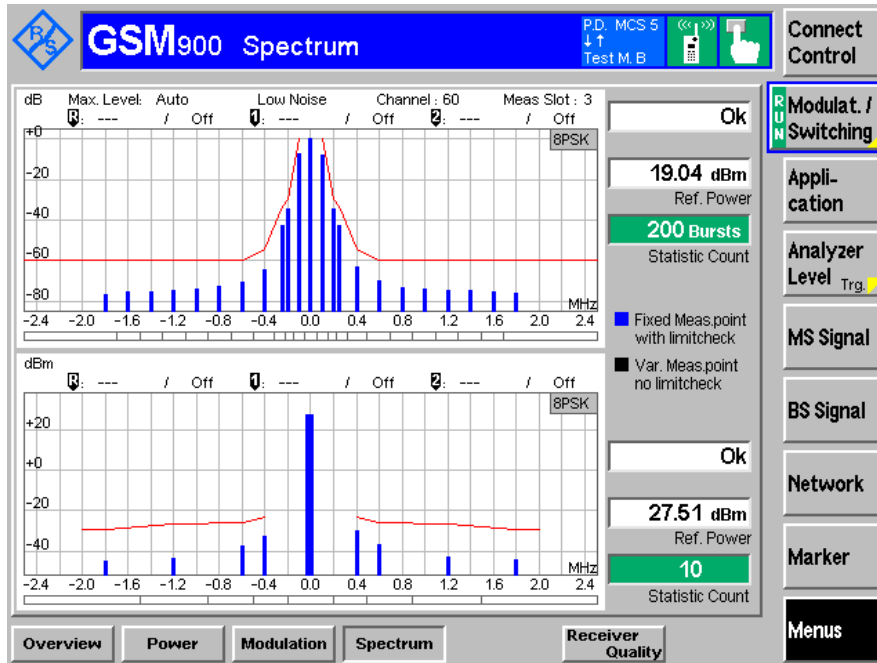 R&S
GSM900 Spectrum
P.D. MCS 5
↓↑
Test M. B
Connect
Control
RUN
Modulat. /
Switching
Appli-
cation
Analyzer
Level Trg.
MS Signal
BS Signal
Network
Marker
Menus
dB Max. Level: Auto Low Noise Channel : 60 Meas Slot : 3
R: --- / Off 1: --- / Off 2: --- / Off
8PSK
+0
-20
-40
-60
-80
MHz
-2.4 -2.0 -1.6 -1.2 -0.8 -0.4 0.0 0.4 0.8 1.2 1.6 2.0 2.4
Ok
19.04 dBm
Ref. Power
200 Bursts
Statistic Count
Fixed Meas.point
with limitcheck
Var. Meas.point
no limitcheck
dBm
R: --- / Off 1: --- / Off 2: --- / Off
8PSK
+20
+0
-20
-40
MHz
-2.4 -2.0 -1.6 -1.2 -0.8 -0.4 0.0 0.4 0.8 1.2 1.6 2.0 2.4
Ok
27.51 dBm
Ref. Power
10
Statistic Count
Overview Power Modulation Spectrum Receiver
Quality